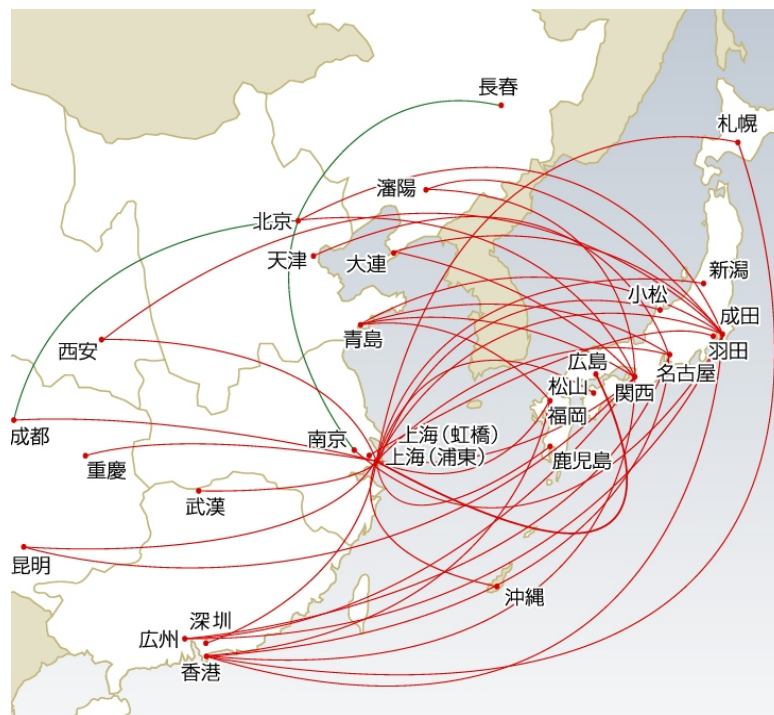 長春
札幌
瀋陽
北京
天津
大連
新潟
小松
成田
青島
羽田
西安
広島
名古屋
松山
関西
福岡
成都
南京
上海（虹橋）
上海（浦東）
重慶
鹿児島
武漢
昆明
沖縄
深圳
広州
香港